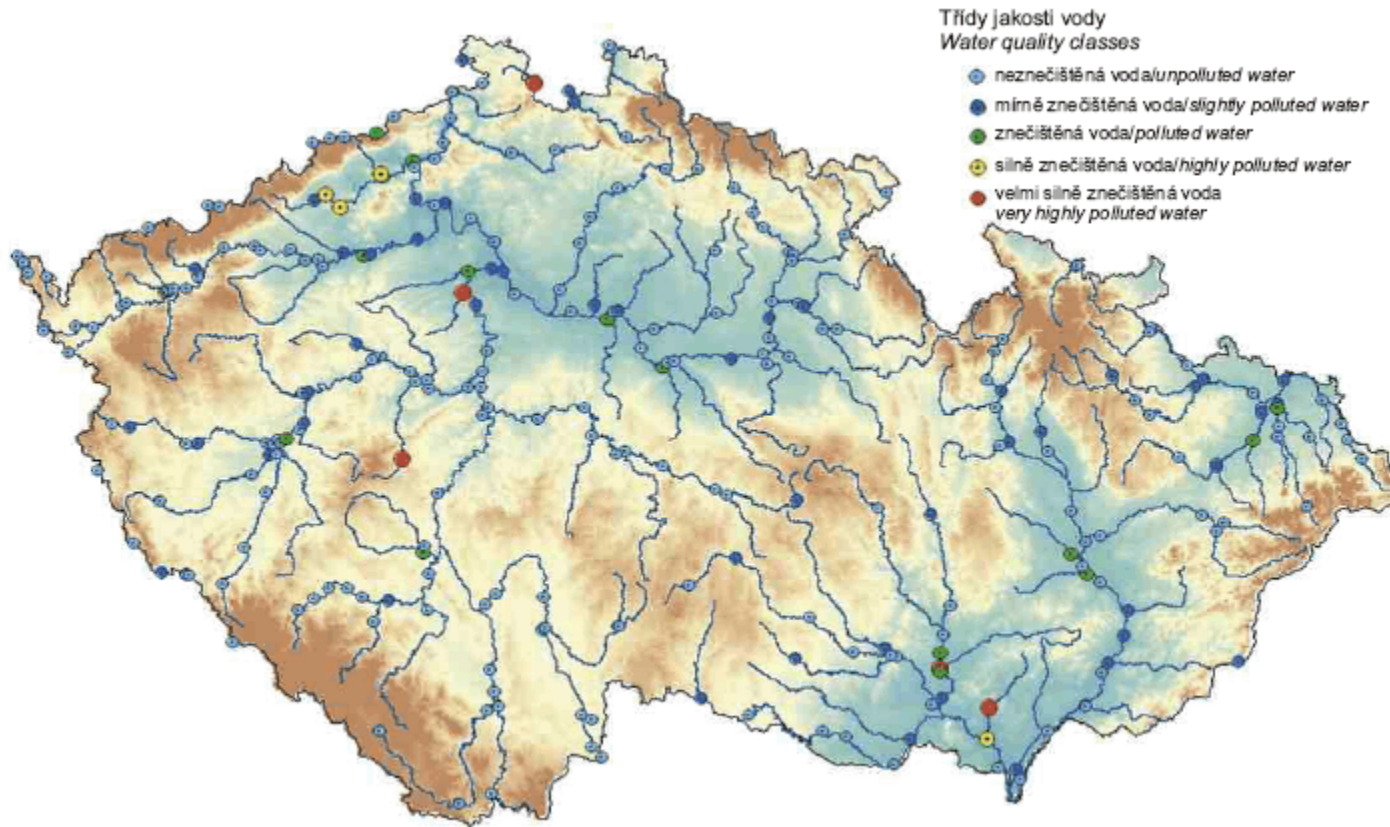 Třídy jakosti vody
Water quality classes
neznečištěná voda/unpolluted water
mírně znečištěná voda/slightly polluted water
znečištěná voda/polluted water
silně znečištěná voda/highly polluted water
velmi silně znečištěná voda
very highly polluted water